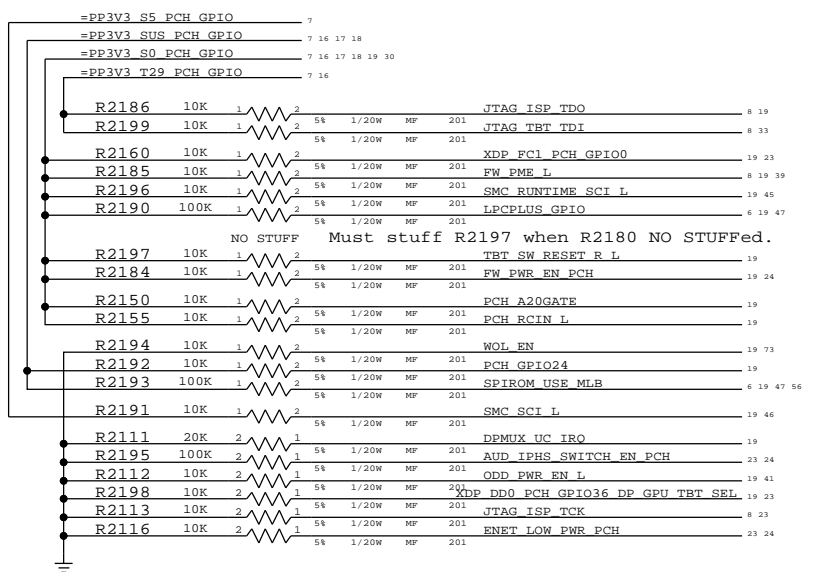 =PP3V3_S5_PCH_GPIO 7
=PP3V3_SUS_PCH_GPIO 7 16 17 18
=PP3V3_S0_PCH_GPIO 7 16 17 18 19 30
=PP3V3_T29_PCH_GPIO 7 16
R2186 10K 1 2 5% 1/20W MF 201 JTAG_ISP_TDO 8 19
R2199 10K 1 2 5% 1/20W MF 201 JTAG_TBT_TDI 8 33
R2160 10K 1 2 5% 1/20W MF 201 XDP_FC1_PCH_GPIO0 19 23
R2185 10K 1 2 5% 1/20W MF 201 FW_PME_L 8 19 39
R2196 10K 1 2 5% 1/20W MF 201 SMC_RUNTIME_SCI_L 19 45
R2190 100K 1 2 5% 1/20W MF 201 LPCPLUS_GPIO 6 19 47
NO STUFF Must stuff R2197 when R2180 NO STUFFed.
R2197 10K 1 2 5% 1/20W MF 201 TBT_SW_RESET_R_L 19
R2184 10K 1 2 5% 1/20W MF 201 FW_PWR_EN_PCH 19 24
R2150 10K 1 2 5% 1/20W MF 201 PCH_A20GATE 19
R2155 10K 1 2 5% 1/20W MF 201 PCH_RCIN_L 19
R2194 10K 1 2 5% 1/20W MF 201 WOL_EN 19 73
R2192 10K 1 2 5% 1/20W MF 201 PCH_GPIO24 19
R2193 100K 1 2 5% 1/20W MF 201 SPIROM_USE_MLB 6 19 47 56
R2191 10K 1 2 5% 1/20W MF 201 SMC_SCI_L 19 46
R2111 20K 2 1 5% 1/20W MF 201 DPMUX_UC_IRQ 19
R2195 100K 2 1 5% 1/20W MF 201 AUD_IPHS_SWITCH_EN_PCH 23 24
R2112 10K 2 1 5% 1/20W MF 201 ODD_PWR_EN_L 19 41
R2198 10K 2 1 5% 1/20W MF 201 XDP_DD0_PCH_GPIO36_DP_GPU_TBT_SEL 19 23
R2113 10K 2 1 5% 1/20W MF 201 JTAG_ISP_TCK 8 23
R2116 10K 2 1 5% 1/20W MF 201 ENET_LOW_PWR_PCH 23 24